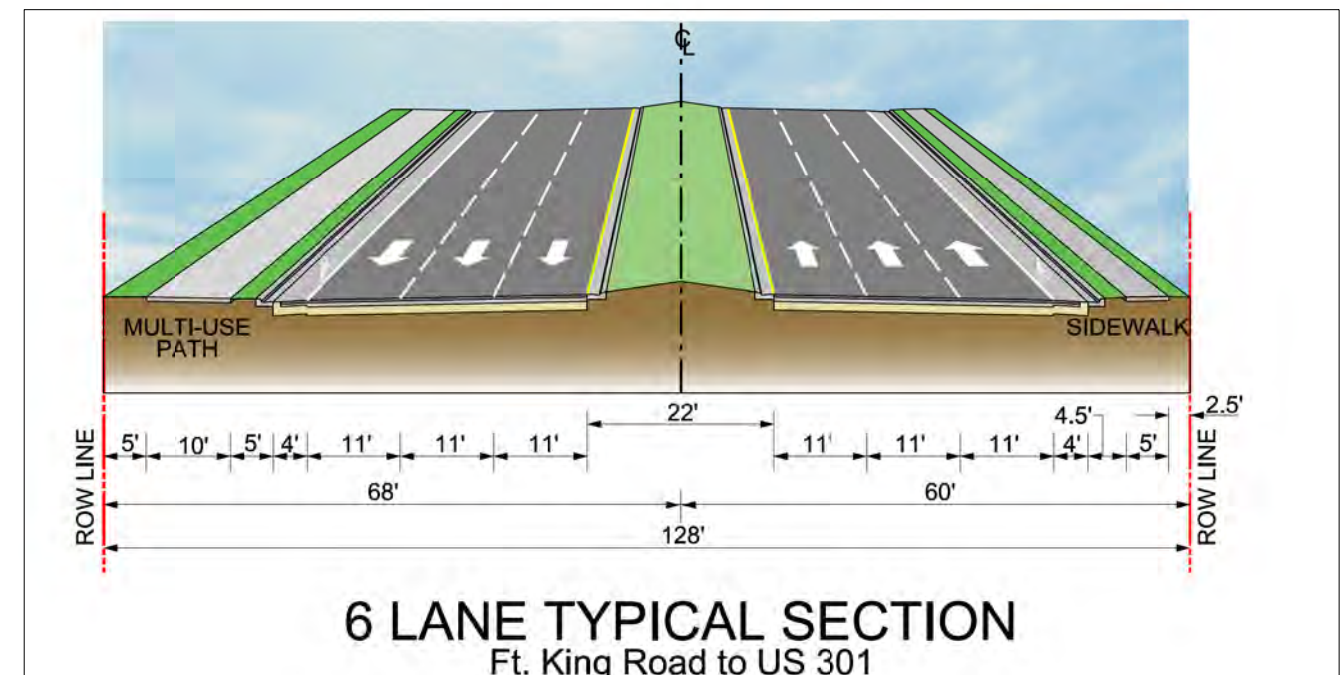 ℄
MULTI-USE
PATH
SIDEWALK
22'
4.5'
2.5'
5' 10' 5' 4' 11' 11' 11' 11' 11' 11' 4' 5'
68' 60'
128'
ROW LINE
ROW LINE
6 LANE TYPICAL SECTION
Ft. King Road to US 301